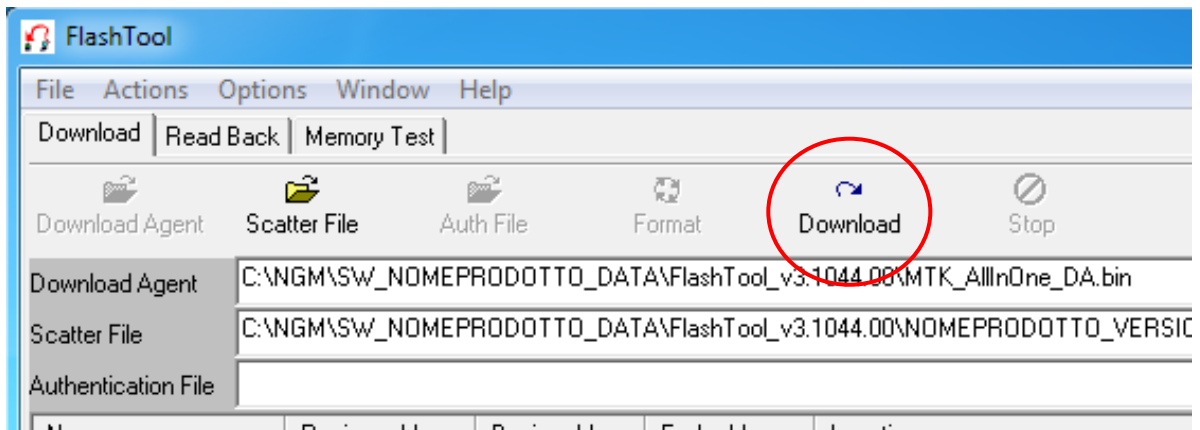 FlashTool
File Actions Options Window Help
Download Read Back Memory Test
Download Agent Scatter File Auth File Format Download Stop
Download Agent C:\NGM\SW_NOMEPRODOTTO_DATA\FlashTool_v3.1044.00\MTK_AllInOne_DA.bin
Scatter File C:\NGM\SW_NOMEPRODOTTO_DATA\FlashTool_v3.1044.00\NOMEPRODOTTO_VERSIO
Authentication File